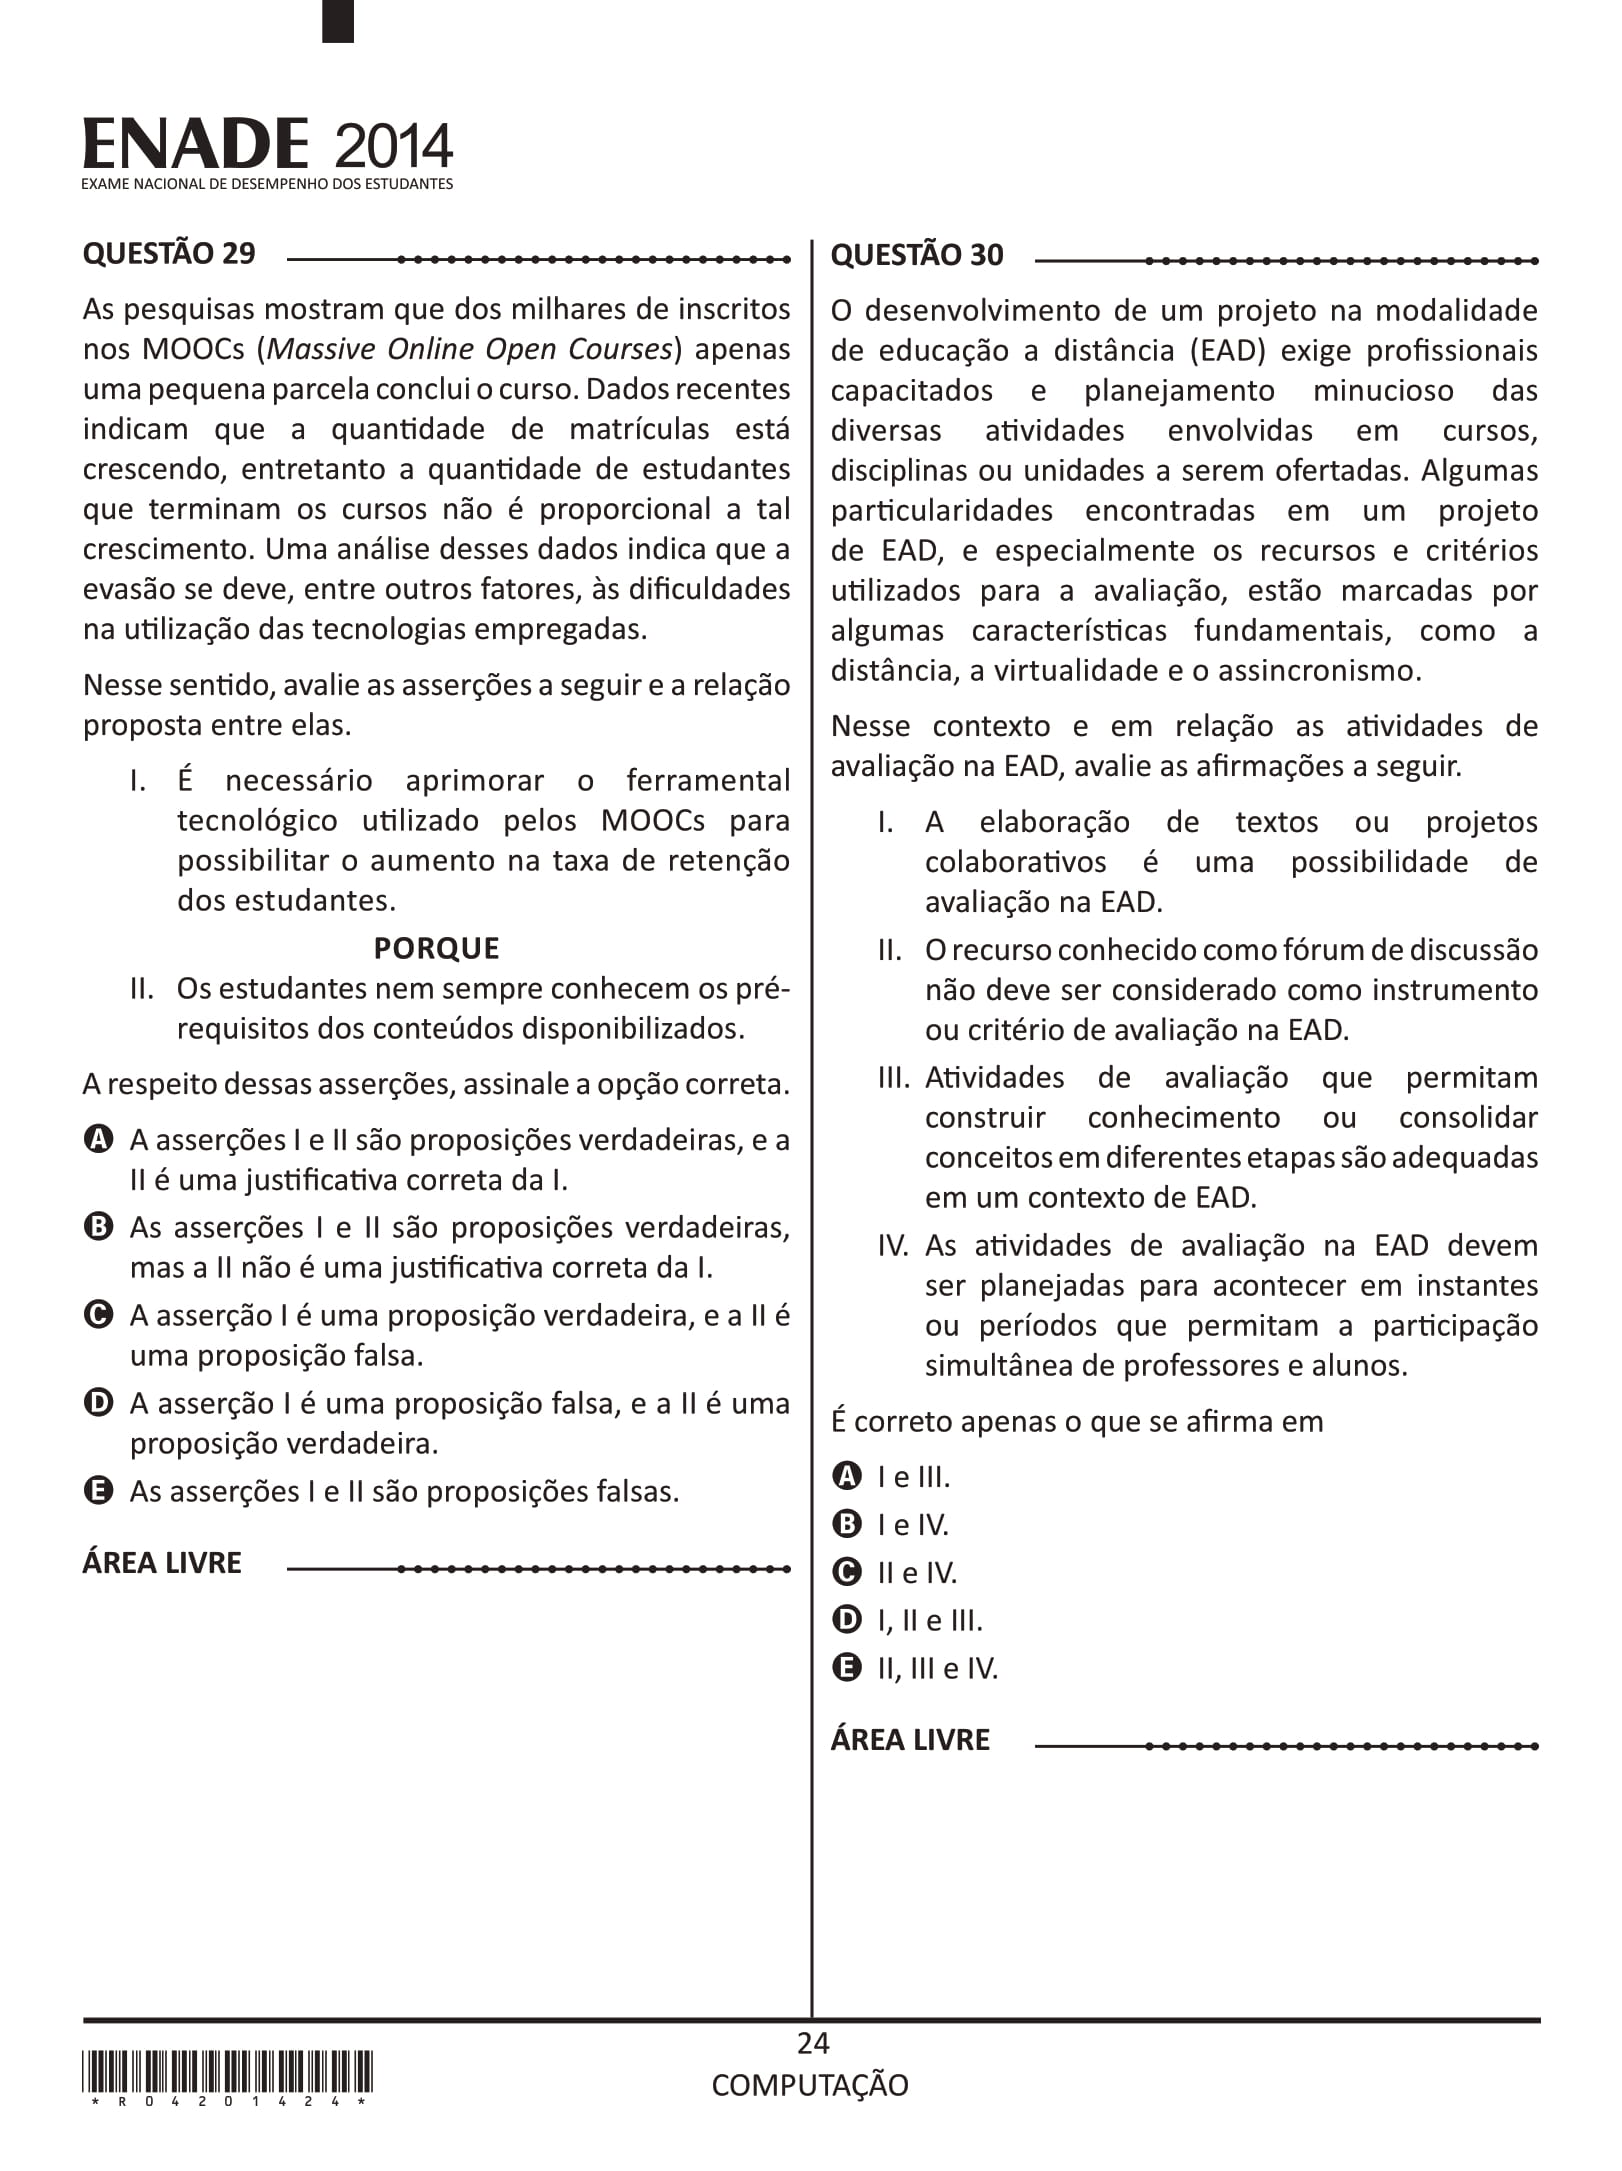 ENADE 2014
EXAME NACIONAL DE DESEMPENHO DOS ESTUDANTES
QUESTÃO 29
As pesquisas mostram que dos milhares de inscritos
nos MOOCs (Massive Online Open Courses) apenas
uma pequena parcela conclui o curso. Dados recentes
indicam que a quantidade de matrículas está
crescendo, entretanto a quantidade de estudantes
que terminam os cursos não é proporcional a tal
crescimento. Uma análise desses dados indica que a
evasão se deve, entre outros fatores, às dificuldades
na utilização das tecnologias empregadas.
Nesse sentido, avalie as asserções a seguir e a relação
proposta entre elas.
I. É necessário aprimorar o ferramental
tecnológico utilizado pelos MOOCs para
possibilitar o aumento na taxa de retenção
dos estudantes.
PORQUE
II. Os estudantes nem sempre conhecem os pré-
requisitos dos conteúdos disponibilizados.
A respeito dessas asserções, assinale a opção correta.
A A asserções I e II são proposições verdadeiras, e a
II é uma justificativa correta da I.
B As asserções I e II são proposições verdadeiras,
mas a II não é uma justificativa correta da I.
C A asserção I é uma proposição verdadeira, e a II é
uma proposição falsa.
D A asserção I é uma proposição falsa, e a II é uma
proposição verdadeira.
E As asserções I e II são proposições falsas.
ÁREA LIVRE
QUESTÃO 30
O desenvolvimento de um projeto na modalidade
de educação a distância (EAD) exige profissionais
capacitados e planejamento minucioso das
diversas atividades envolvidas em cursos,
disciplinas ou unidades a serem ofertadas. Algumas
particularidades encontradas em um projeto
de EAD, e especialmente os recursos e critérios
utilizados para a avaliação, estão marcadas por
algumas características fundamentais, como a
distância, a virtualidade e o assincronismo.
Nesse contexto e em relação as atividades de
avaliação na EAD, avalie as afirmações a seguir.
I. A elaboração de textos ou projetos
colaborativos é uma possibilidade de
avaliação na EAD.
II. O recurso conhecido como fórum de discussão
não deve ser considerado como instrumento
ou critério de avaliação na EAD.
III. Atividades de avaliação que permitam
construir conhecimento ou consolidar
conceitos em diferentes etapas são adequadas
em um contexto de EAD.
IV. As atividades de avaliação na EAD devem
ser planejadas para acontecer em instantes
ou períodos que permitam a participação
simultânea de professores e alunos.
É correto apenas o que se afirma em
A I e III.
B I e IV.
C II e IV.
D I, II e III.
E II, III e IV.
ÁREA LIVRE
24
COMPUTAÇÃO
*R04201424*